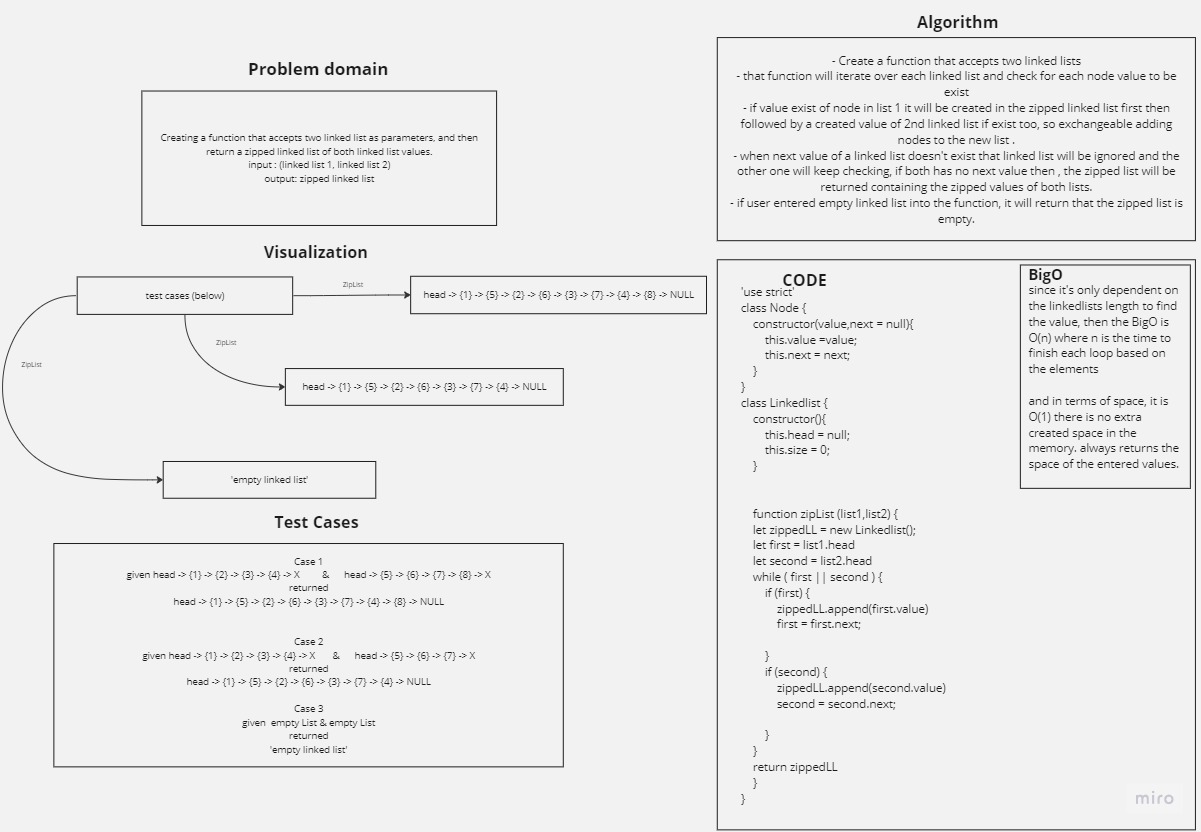 Problem domain
Creating a function that accepts two linked list as parameters, and then
return a zipped linked list of both linked list values.
input : (linked list 1, linked list 2)
output: zipped linked list
Visualization
test cases (below)
ZipList
head -> {1} -> {5} -> {2} -> {6} -> {3} -> {7} -> {4} -> {8} -> NULL
ZipList
head -> {1} -> {5} -> {2} -> {6} -> {3} -> {7} -> {4} -> NULL
ZipList
'empty linked list'
Test Cases
Case 1
given head -> {1} -> {2} -> {3} -> {4} -> X & head -> {5} -> {6} -> {7} -> {8} -> X
returned
head -> {1} -> {5} -> {2} -> {6} -> {3} -> {7} -> {4} -> {8} -> NULL
Case 2
given head -> {1} -> {2} -> {3} -> {4} -> X & head -> {5} -> {6} -> {7} -> X
returned
head -> {1} -> {5} -> {2} -> {6} -> {3} -> {7} -> {4} -> NULL
Case 3
given empty List & empty List
returned
'empty linked list'
Algorithm
- Create a function that accepts two linked lists
- that function will iterate over each linked list and check for each node value to be
exist
- if value exist of node in list 1 it will be created in the zipped linked list first then
followed by a created value of 2nd linked list if exist too, so exchangeable adding
nodes to the new list .
- when next value of a linked list doesn't exist that linked list will be ignored and the
other one will keep checking, if both has no next value then , the zipped list will be
returned containing the zipped values of both lists.
- if user entered empty linked list into the function, it will return that the zipped list is
empty.
CODE
'use strict'
class Node {
constructor(value,next = null){
this.value =value;
this.next = next;
}
}
class Linkedlist {
constructor(){
this.head = null;
this.size = 0;
}
function zipList (list1,list2) {
let zippedLL = new Linkedlist();
let first = list1.head
let second = list2.head
while ( first || second ) {
if (first) {
zippedLL.append(first.value)
first = first.next;
}
if (second) {
zippedLL.append(second.value)
second = second.next;
}
}
return zippedLL
}
}
BigO
since it's only dependent on
the linkedlists length to find
the value, then the BigO is
O(n) where n is the time to
finish each loop based on
the elements
and in terms of space, it is
O(1) there is no extra
created space in the
memory. always returns the
space of the entered values.
miro